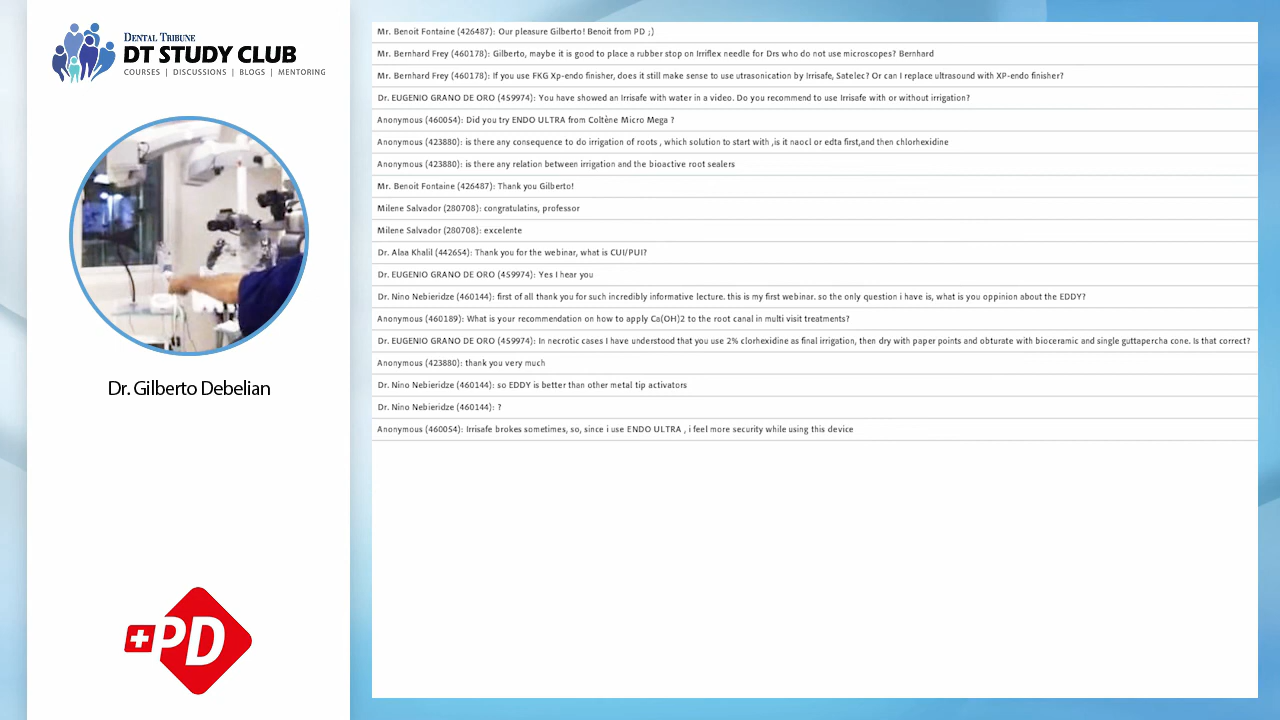 DENTAL TRIBUNE
DT STUDY CLUB
COURSES | DISCUSSIONS | BLOGS | MENTORING
Dr. Gilberto Debelian
+PD
Mr. Benoit Fontaine (426487): Our pleasure Gilberto! Benoit from PD ;)
Mr. Bernhard Frey (460178): Gilberto, maybe it is good to place a rubber stop on Irriflex needle for Drs who do not use microscopes? Bernhard
Mr. Bernhard Frey (460178): If you use FKG Xp-endo finisher, does it still make sense to use utrasonication by Irrisafe, Satelec? Or can I replace ultrasound with XP-endo finisher?
Dr. EUGENIO GRANO DE ORO (459974): You have showed an Irrisafe with water in a video. Do you recommend to use Irrisafe with or without irrigation?
Anonymous (460054): Did you try ENDO ULTRA from Coltène Micro Mega ?
Anonymous (423880): is there any consequence to do irrigation of roots , which solution to start with ,is it naocl or edta first,and then chlorhexidine
Anonymous (423880): is there any relation between irrigation and the bioactive root sealers
Mr. Benoit Fontaine (426487): Thank you Gilberto!
Milene Salvador (280708): congratulatins, professor
Milene Salvador (280708): excelente
Dr. Alaa Khalil (442654): Thank you for the webinar, what is CUI/PUI?
Dr. EUGENIO GRANO DE ORO (459974): Yes I hear you
Dr. Nino Nebieridze (460144): first of all thank you for such incredibly informative lecture. this is my first webinar. so the only question i have is, what is you oppinion about the EDDY?
Anonymous (460189): What is your recommendation on how to apply Ca(OH)2 to the root canal in multi visit treatments?
Dr. EUGENIO GRANO DE ORO (459974): In necrotic cases I have understood that you use 2% clorhexidine as final irrigation, then dry with paper points and obturate with bioceramic and single guttapercha cone. Is that correct?
Anonymous (423880): thank you very much
Dr. Nino Nebieridze (460144): so EDDY is better than other metal tip activators
Dr. Nino Nebieridze (460144): ?
Anonymous (460054): Irrisafe brokes sometimes, so, since i use ENDO ULTRA , i feel more security while using this device